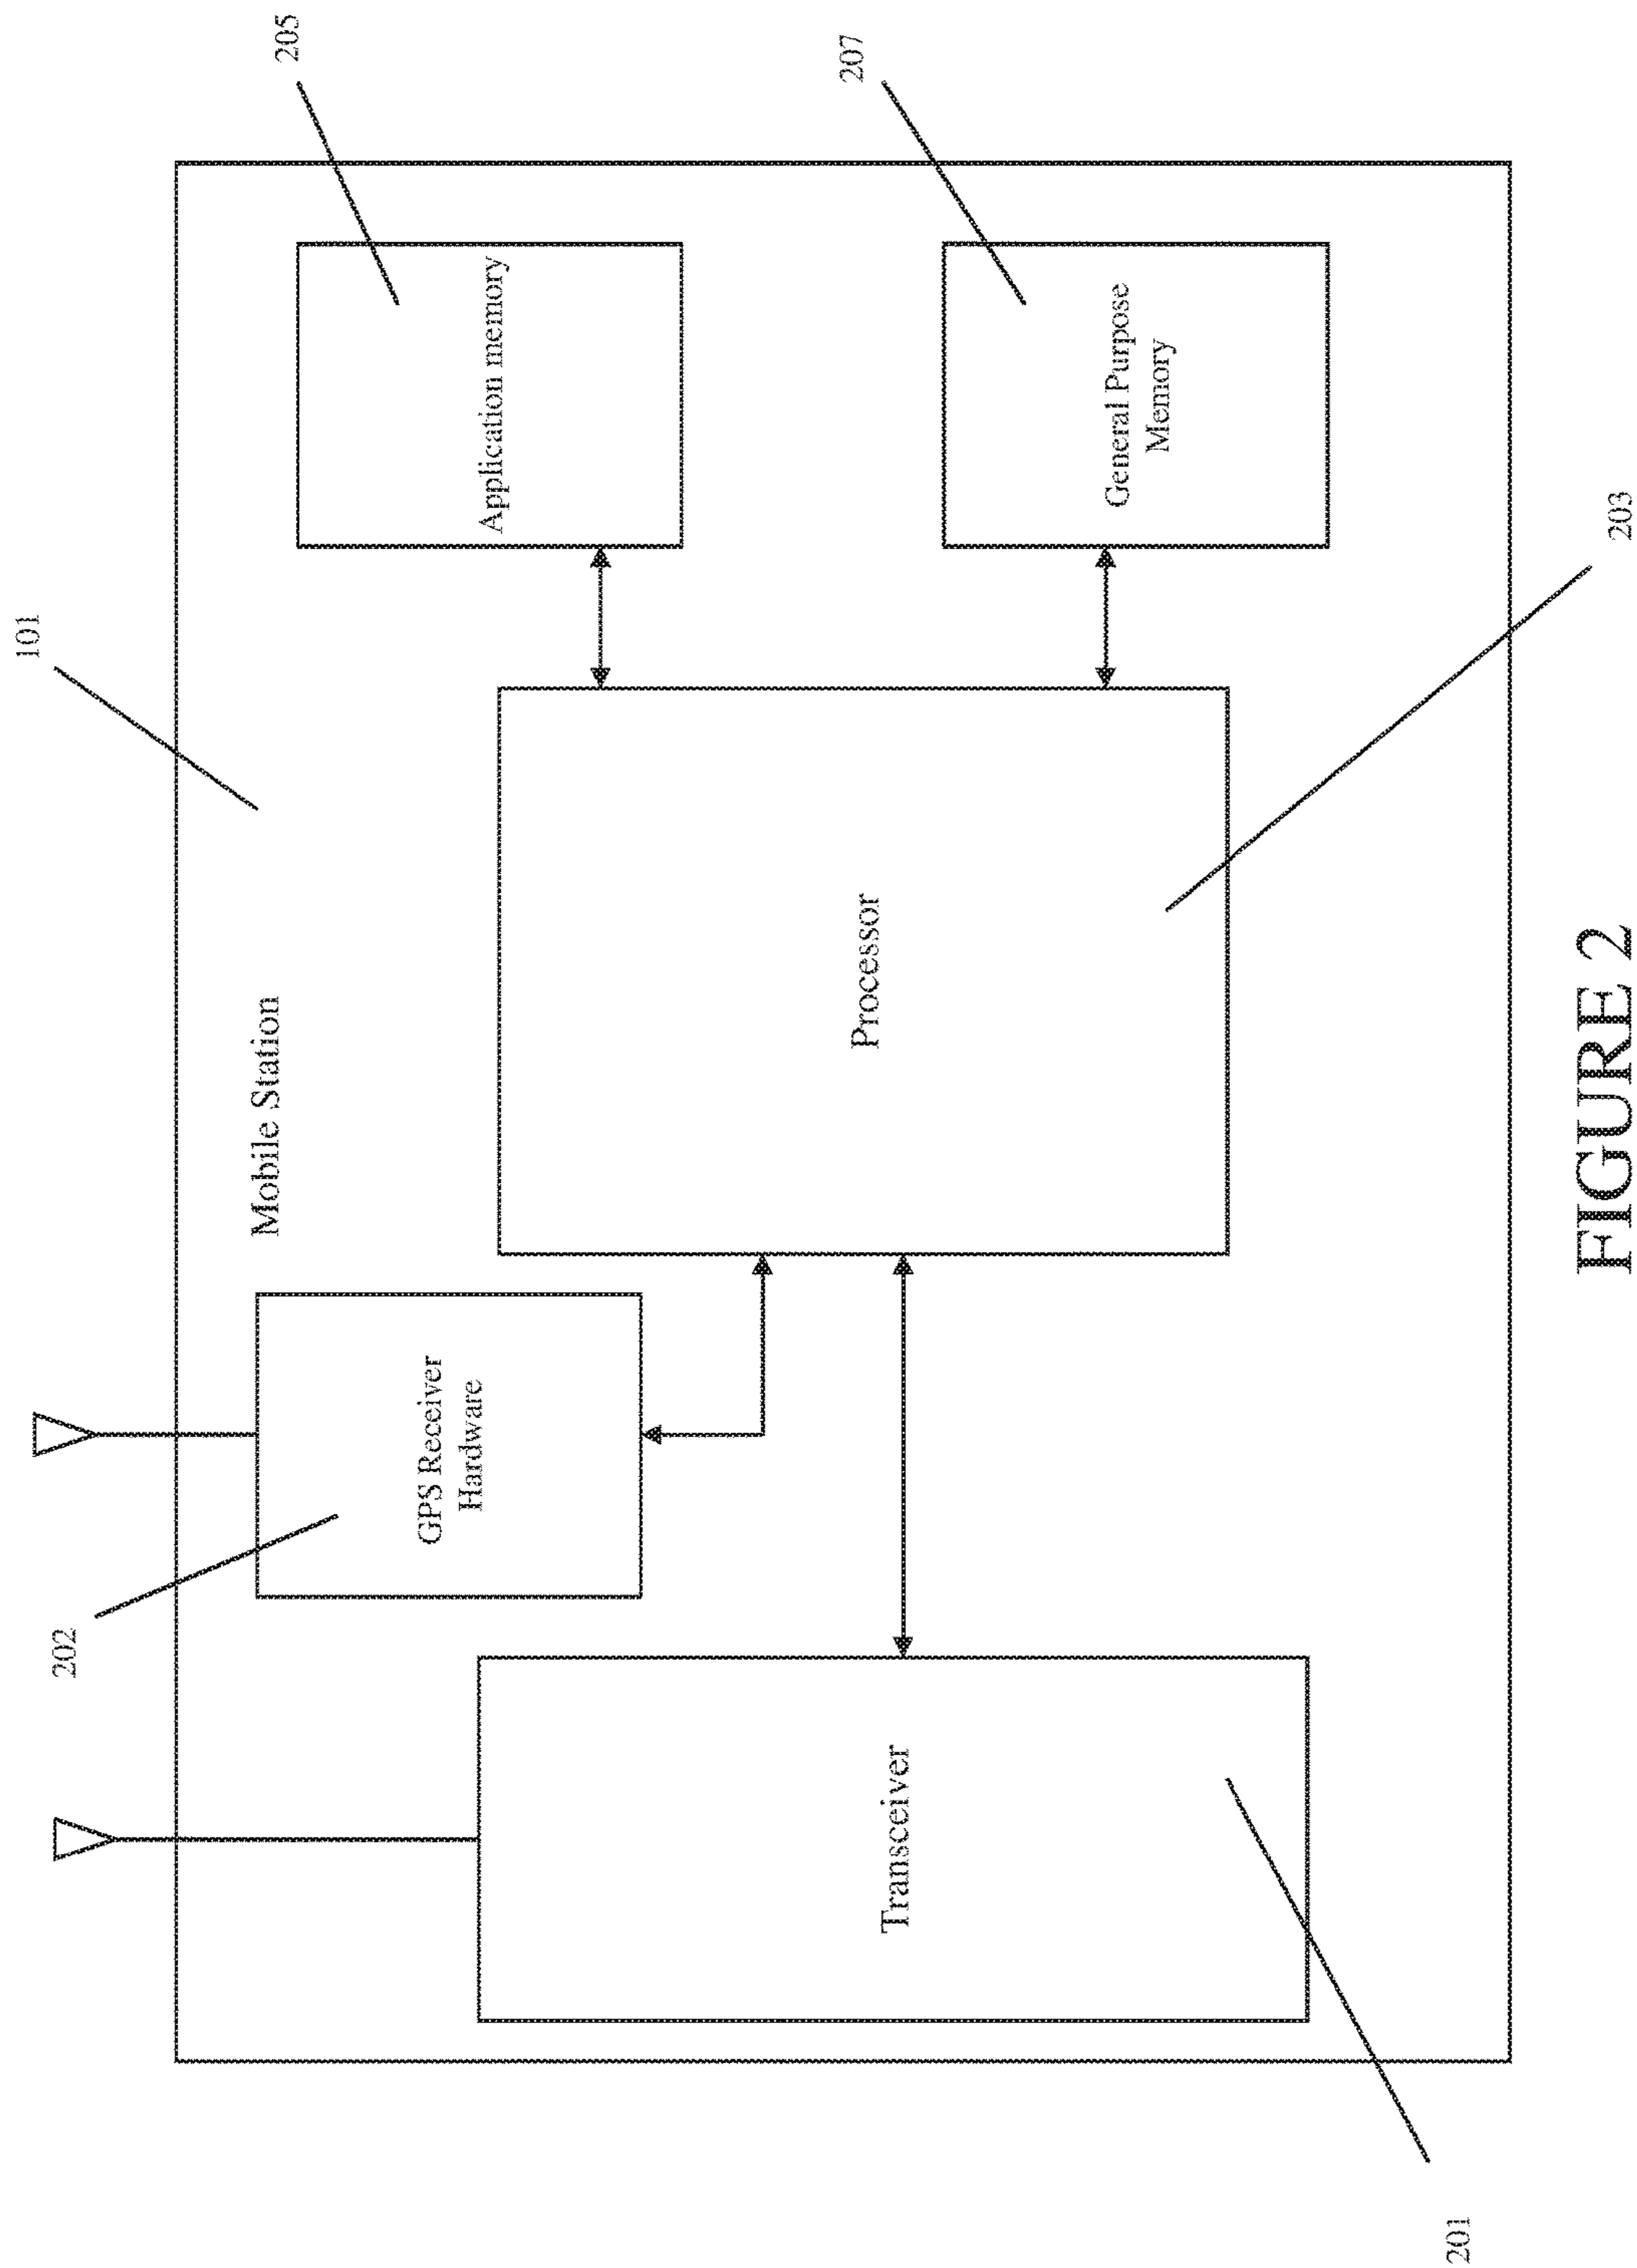 101
205
202
Mobile Station
GPS Receiver
Hardware
Application memory
207
Transceiver
Processor
General Purpose
Memory
201
203
FIGURE 2